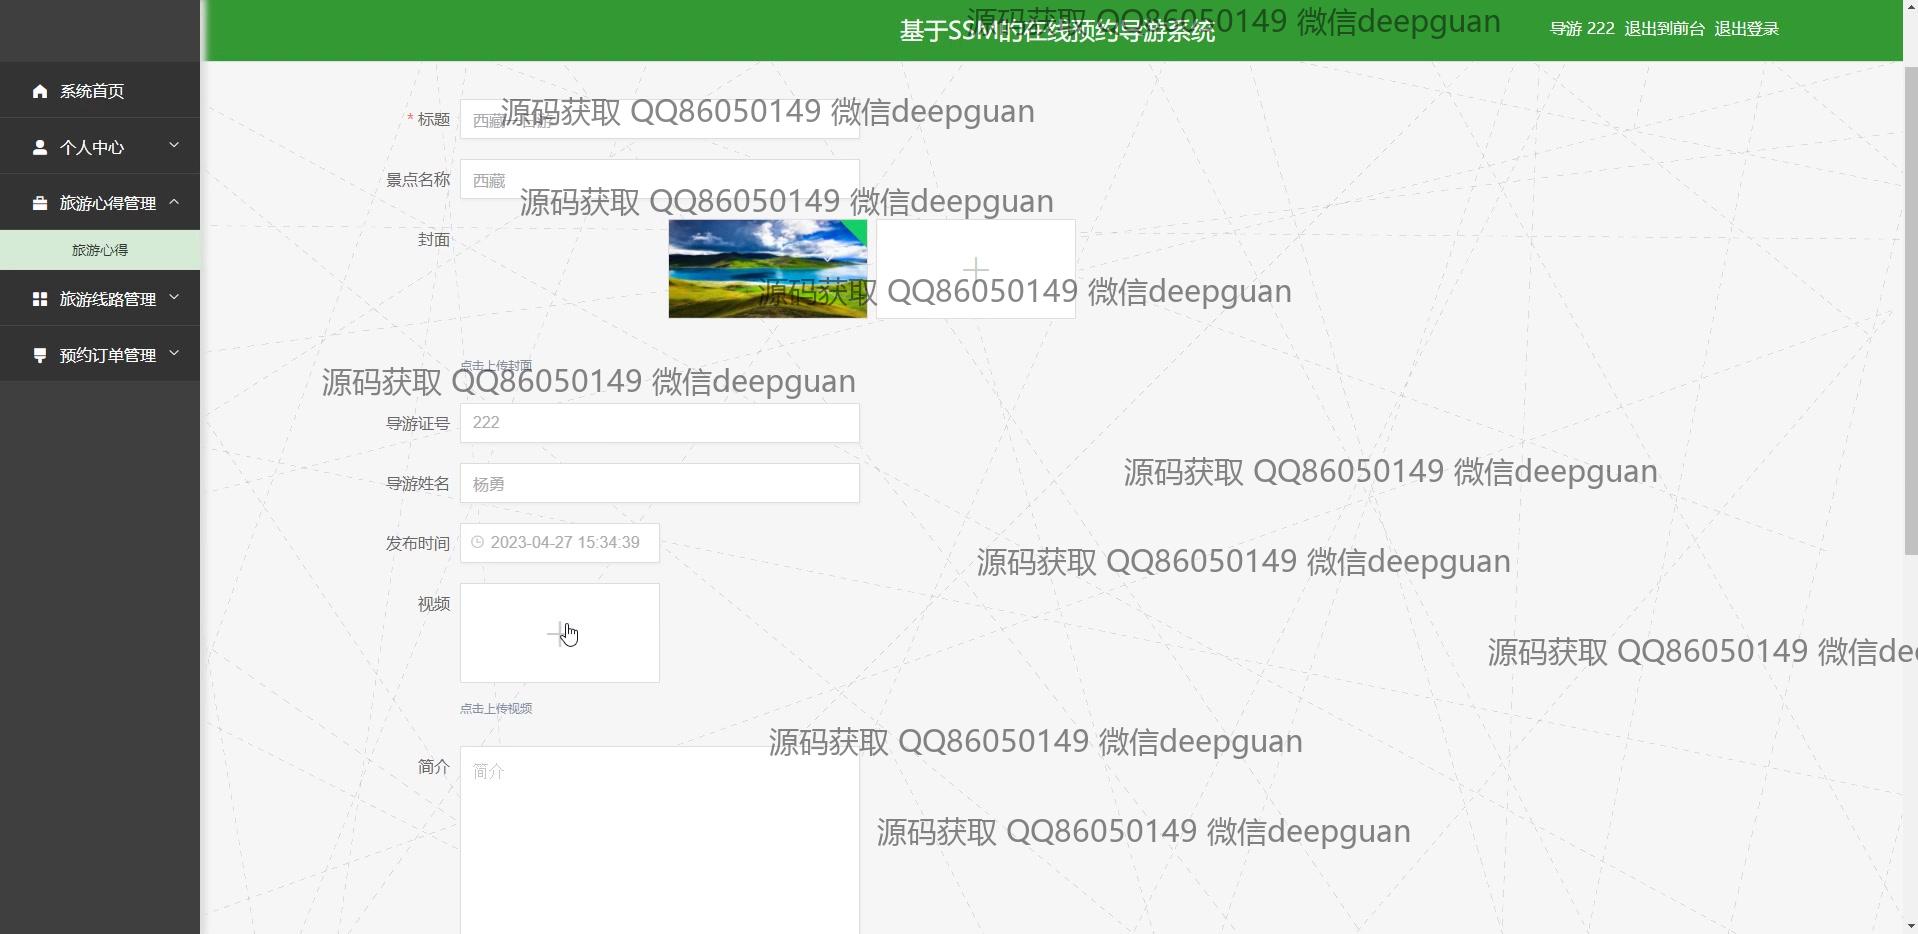 基于SSM的在线预约导游系统
源码获取 QQ86050149 微信deepguan
导游 222 退出到前台 退出登录
系统首页
个人中心
旅游心得管理
旅游心得
旅游线路管理
预约订单管理
* 标题
西藏一日游
源码获取 QQ86050149 微信deepguan
景点名称
西藏
源码获取 QQ86050149 微信deepguan
封面
源码获取 QQ86050149 微信deepguan
点击上传封面
源码获取 QQ86050149 微信deepguan
导游证号
222
源码获取 QQ86050149 微信deepguan
导游姓名
杨勇
发布时间
2023-04-27 15:34:39
源码获取 QQ86050149 微信deepguan
视频
源码获取 QQ86050149 微信dee
点击上传视频
源码获取 QQ86050149 微信deepguan
简介
简介
源码获取 QQ86050149 微信deepguan